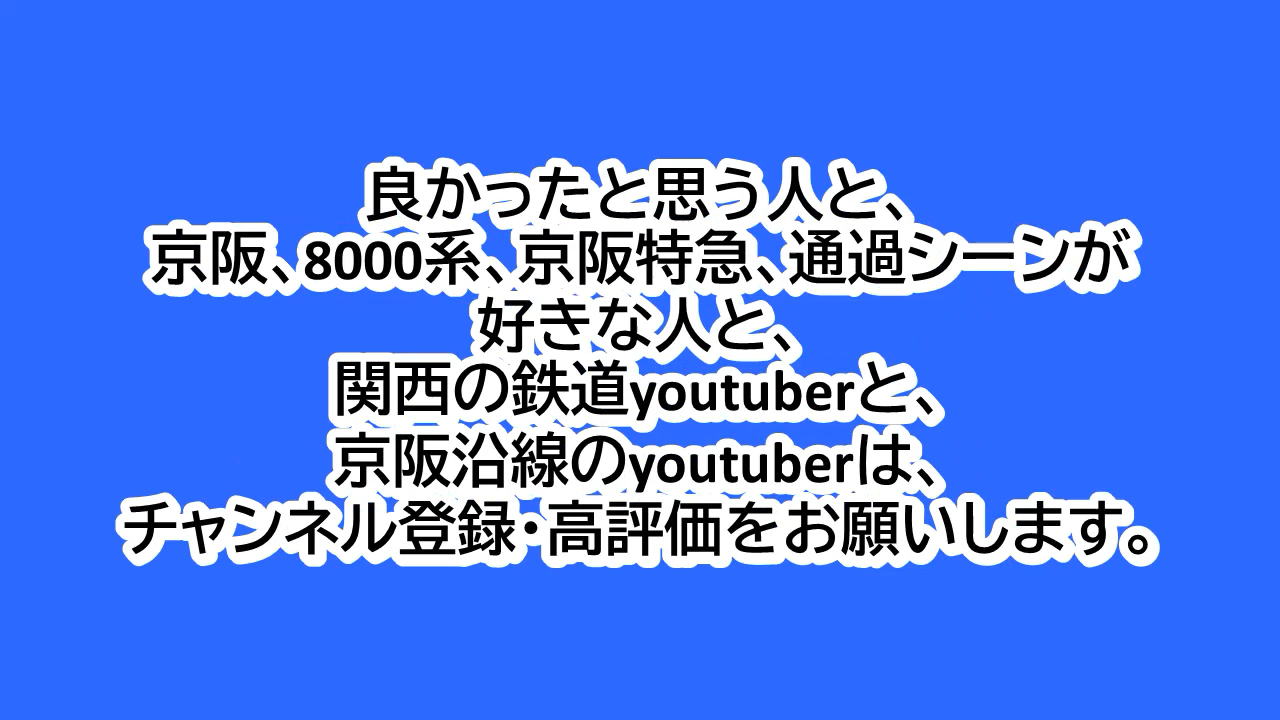 良かったと思う人と、
京阪、8000系、京阪特急、通過シーンが
好きな人と、
関西の鉄道youtuberと、
京阪沿線のyoutuberは、
チャンネル登録・高評価をお願いします。